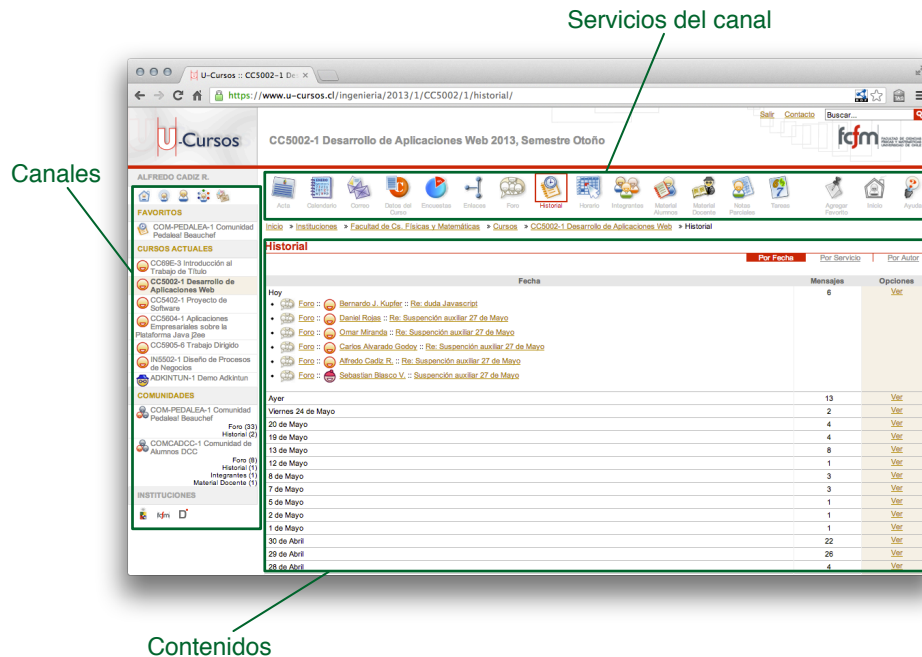 Servicios del canal
U-Cursos :: CC5002-1 De
https://www.u-cursos.cl/ingenieria/2013/1/CC5002/1/historial/
Salir Contacto Buscar...
U-Cursos
CC5002-1 Desarrollo de Aplicaciones Web 2013, Semestre Otoño
fcfm
Canales
ALFREDO CADIZ R.
FAVORITOS
COM-PEDALEA-1 Comunidad
Pedalea! Beauchef
CURSOS ACTUALES
CC69E-3 Introducción al
Trabajo de Título
CC5002-1 Desarrollo de
Aplicaciones Web
CC5402-1 Proyecto de
Software
CC5604-1 Aplicaciones
Empresariales sobre la
Plataforma Java j2ee
CC5905-6 Trabajo Dirigido
IN5502-1 Diseño de Procesos
de Negocios
ADKINTUN-1 Demo Adkintun
COMUNIDADES
COM-PEDALEA-1 Comunidad
Pedalea! Beauchef
Foro (33)
Historial (2)
COMCADCC-1 Comunidad de
Alumnos DCC
Foro (8)
Historial (1)
Integrantes (1)
Material Docente (1)
INSTITUCIONES
fcfm D
Acta Calendario Correo Datos del Curso Encuestas Enlaces Foro Historial Horario Integrantes Material Alumnos Material Docente Notas Parciales Tareas Agregar Favorito Inicio Ayuda
Inicio » Instituciones » Facultad de Cs. Físicas y Matemáticas » Cursos » CC5002-1 Desarrollo de Aplicaciones Web » Historial
Historial
Por Fecha Por Servicio | Por Autor
Fecha Mensajes Opciones
Hoy 6 Ver
• Foro :: Bernardo J. Kupfer :: Re: duda Javascript
• Foro :: Daniel Rojas :: Re: Suspención auxiliar 27 de Mayo
• Foro :: Omar Miranda :: Re: Suspención auxiliar 27 de Mayo
• Foro :: Carlos Alvarado Godoy :: Re: Suspención auxiliar 27 de Mayo
• Foro :: Alfredo Cadiz R. :: Re: Suspención auxiliar 27 de Mayo
• Foro :: Sebastian Blasco V. :: Suspención auxiliar 27 de Mayo
Ayer 13 Ver
Viernes 24 de Mayo 2 Ver
20 de Mayo 4 Ver
19 de Mayo 4 Ver
13 de Mayo 8 Ver
12 de Mayo 1 Ver
8 de Mayo 3 Ver
7 de Mayo 3 Ver
5 de Mayo 1 Ver
2 de Mayo 1 Ver
1 de Mayo 1 Ver
30 de Abril 22 Ver
29 de Abril 26 Ver
28 de Abril 4 Ver
Contenidos